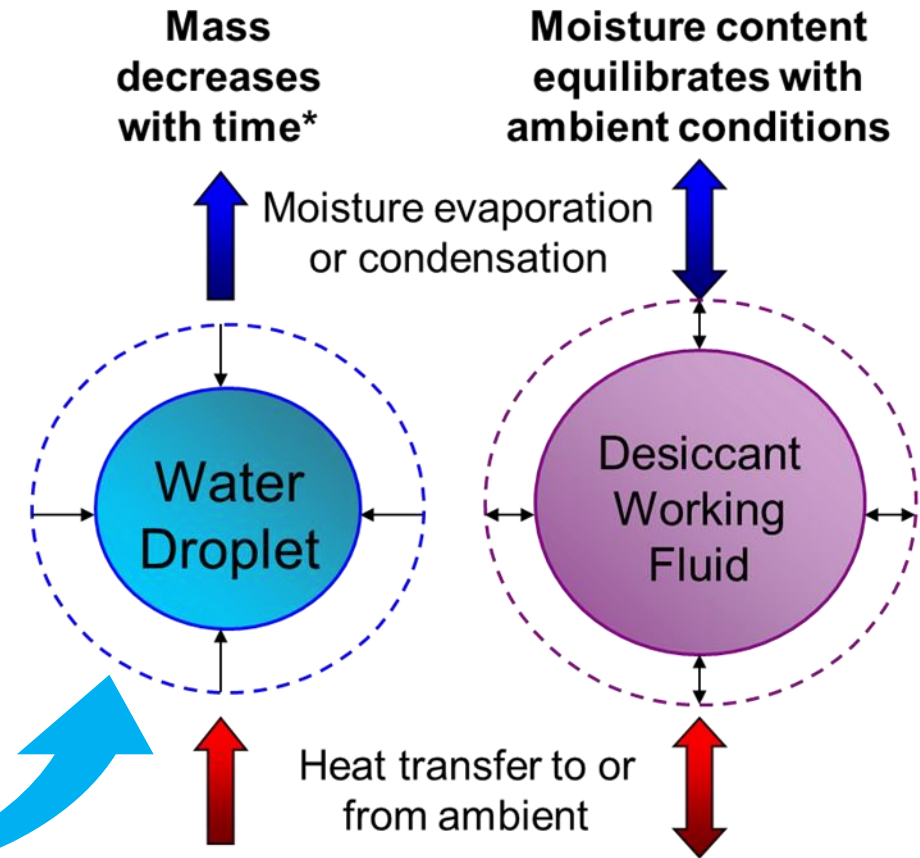 Mass
decreases
with time*
Moisture content
equilibrates with
ambient conditions
Moisture evaporation
or condensation
Water
Droplet
Desiccant
Working
Fluid
Heat transfer to or
from ambient